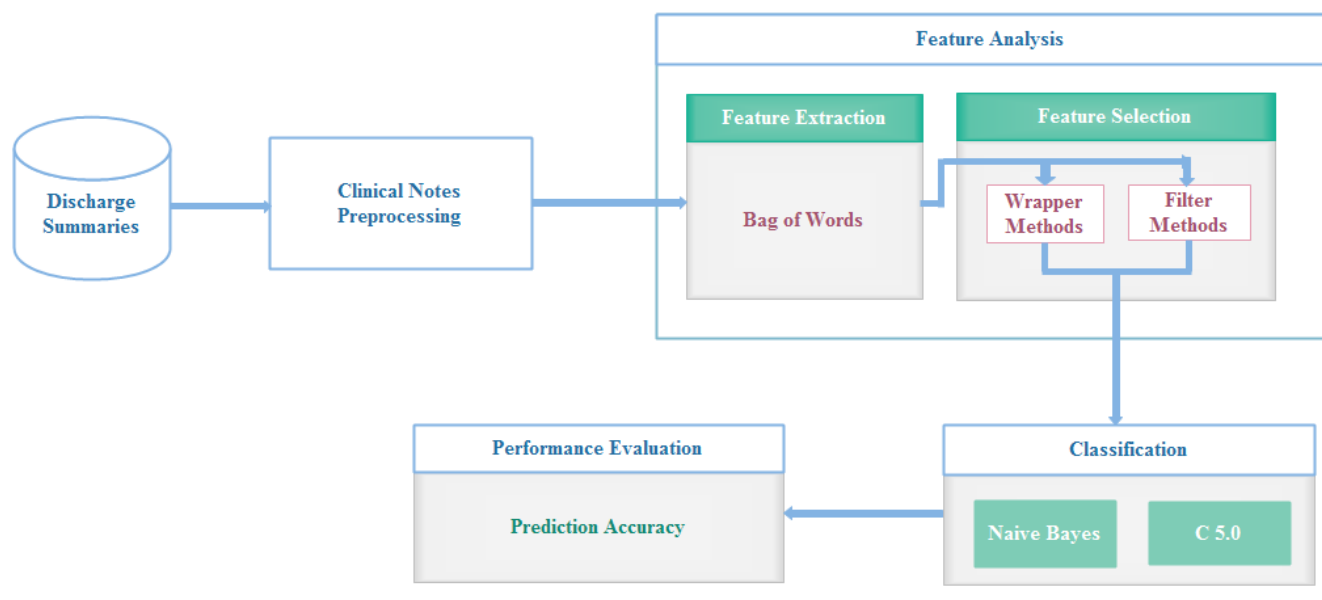 Feature Analysis
Feature Extraction
Feature Selection
Discharge
Summaries
Clinical Notes
Preprocessing
Bag of Words
Wrapper
Methods
Filter
Methods
Performance Evaluation
Prediction Accuracy
Classification
Naive Bayes
C 5.0